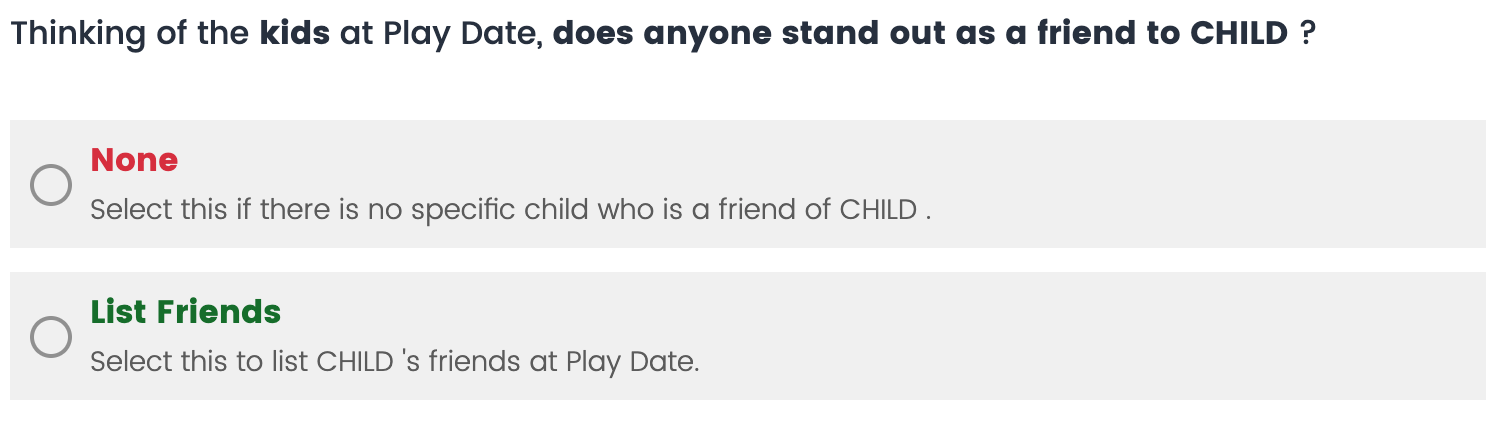 Thinking of the kids at Play Date, does anyone stand out as a friend to CHILD ?
None
Select this if there is no specific child who is a friend of CHILD .
List Friends
Select this to list CHILD 's friends at Play Date.